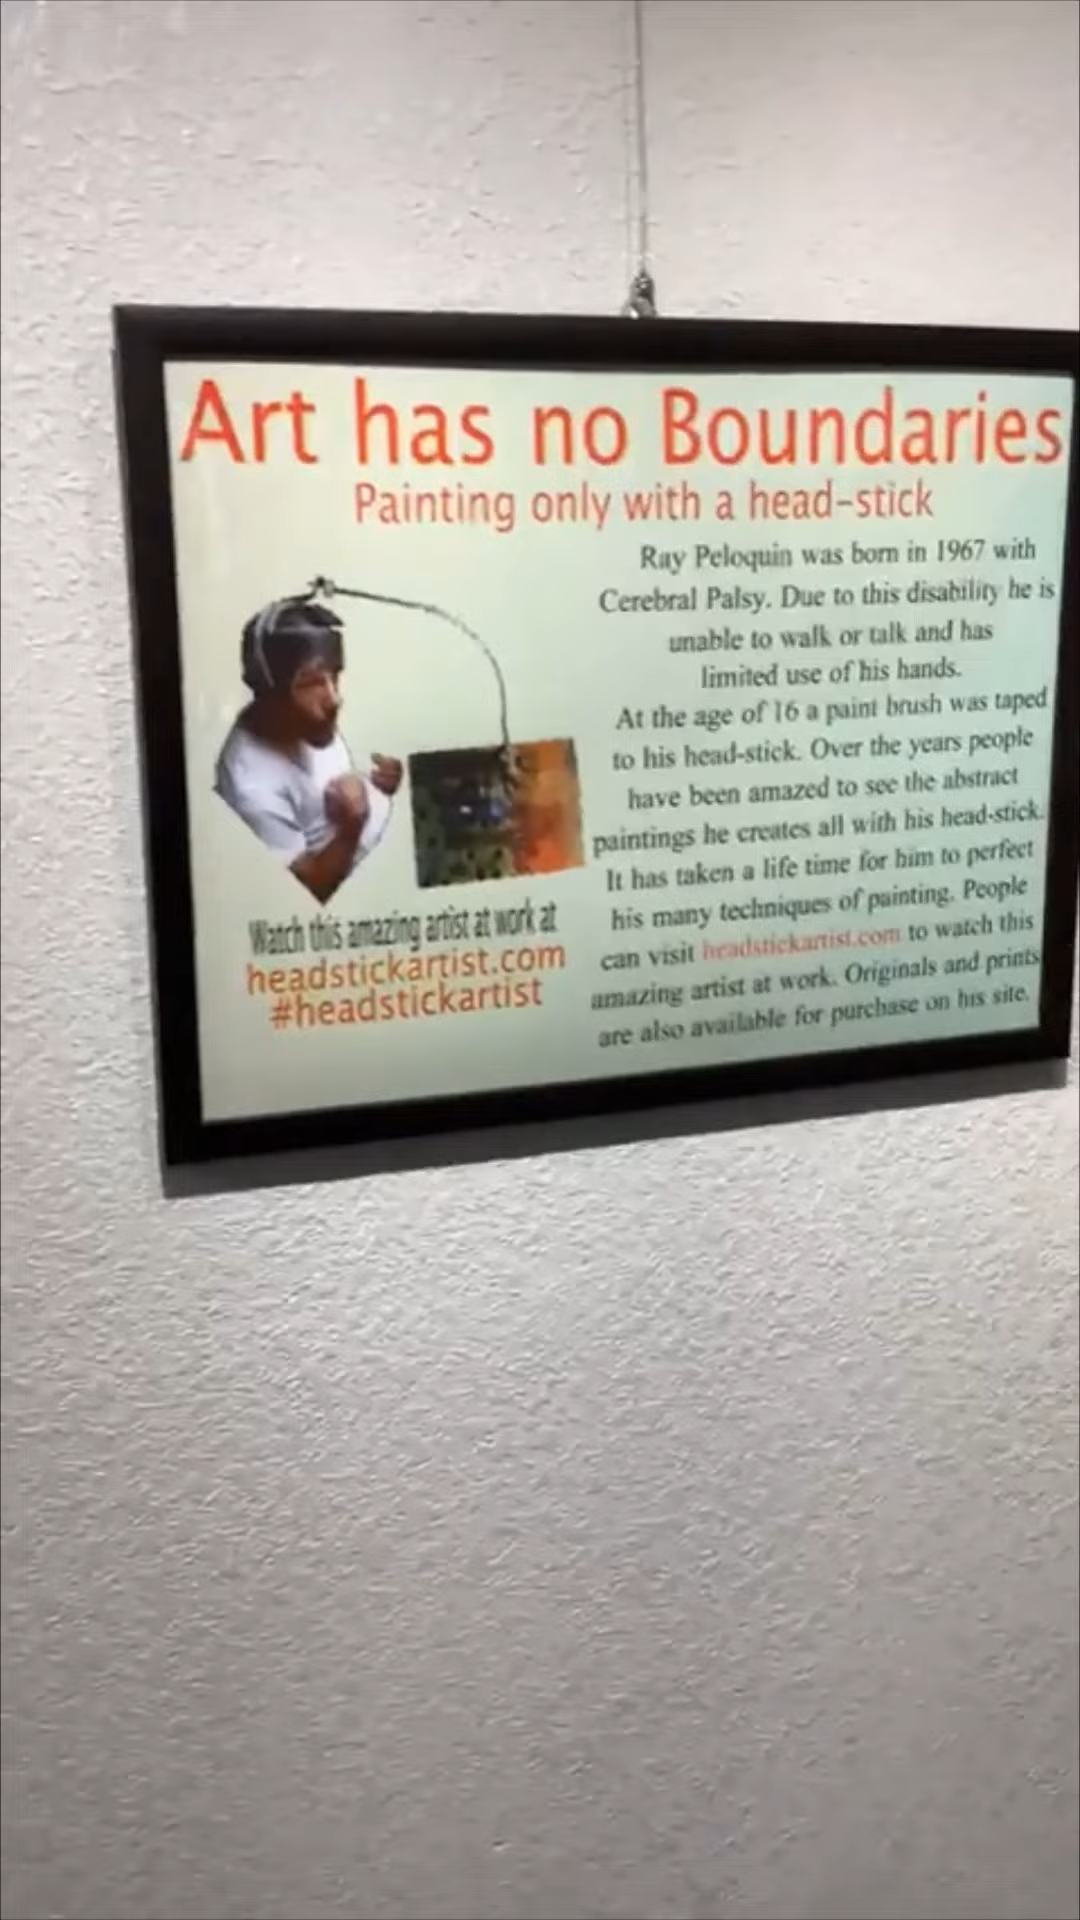 Art has no Boundaries
Painting only with a head-stick
Ray Peloquin was born in 1967 with
Cerebral Palsy. Due to this disability he is
unable to walk or talk and has
limited use of his hands.
At the age of 16 a paint brush was taped
to his head-stick. Over the years people
have been amazed to see the abstract
paintings he creates all with his head-stick.
It has taken a life time for him to perfect
his many techniques of painting. People
can visit headstickartist.com to watch this
amazing artist at work. Originals and prints
are also available for purchase on his site.
Watch this amazing artist at work at
headstickartist.com
#headstickartist